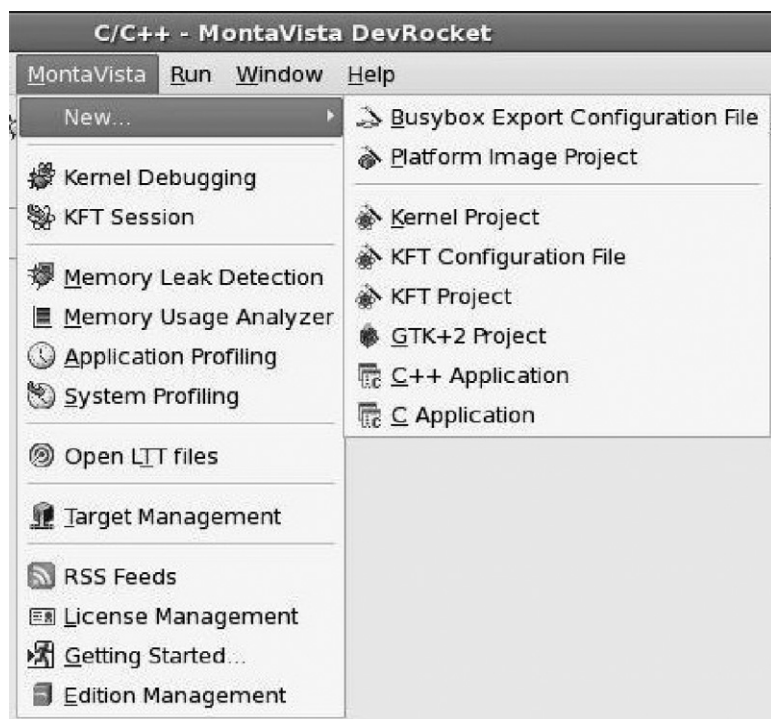 C/C++ - MontaVista DevRocket
MontaVista Run Window Help
New...
Kernel Debugging
KFT Session
Memory Leak Detection
Memory Usage Analyzer
Application Profiling
System Profiling
Open LTT files
Target Management
RSS Feeds
License Management
Getting Started...
Edition Management
Busybox Export Configuration File
Platform Image Project
Kernel Project
KFT Configuration File
KFT Project
GTK+2 Project
C++ Application
C Application